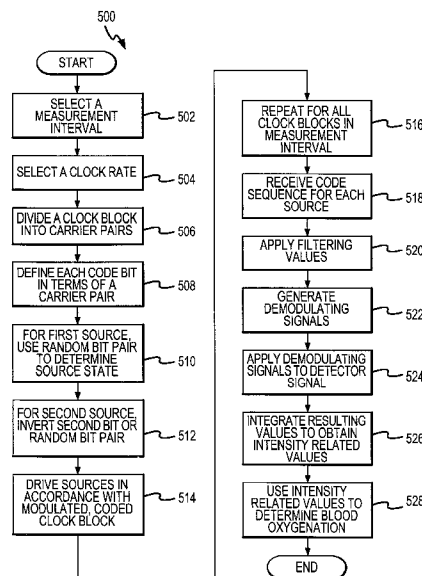 500
START
SELECT A
MEASUREMENT
INTERVAL
502
SELECT A CLOCK RATE
504
DIVIDE A CLOCK BLOCK
INTO CARRIER PAIRS
506
DEFINE EACH CODE BIT
IN TERMS OF A
CARRIER PAIR
508
FOR FIRST SOURCE,
USE RANDOM BIT PAIR
TO DETERMINE
SOURCE STATE
510
FOR SECOND SOURCE,
INVERT SECOND BIT OR
RANDOM BIT PAIR
512
DRIVE SOURCES IN
ACCORDANCE WITH
MODULATED, CODED
CLOCK BLOCK
514
REPEAT FOR ALL
CLOCK BLOCKS IN
MEASUREMENT
INTERVAL
516
RECEIVE CODE
SEQUENCE FOR EACH
SOURCE
518
APPLY FILTERING
VALUES
520
GENERATE
DEMODULATING
SIGNALS
522
APPLY DEMODULATING
SIGNALS TO DETECTOR
SIGNAL
524
INTEGRATE RESULTING
VALUES TO OBTAIN
INTENSITY RELATED
VALUES
526
USE INTENSITY
RELATED VALUES TO
DETERMINE BLOOD
OXYGENATION
528
END